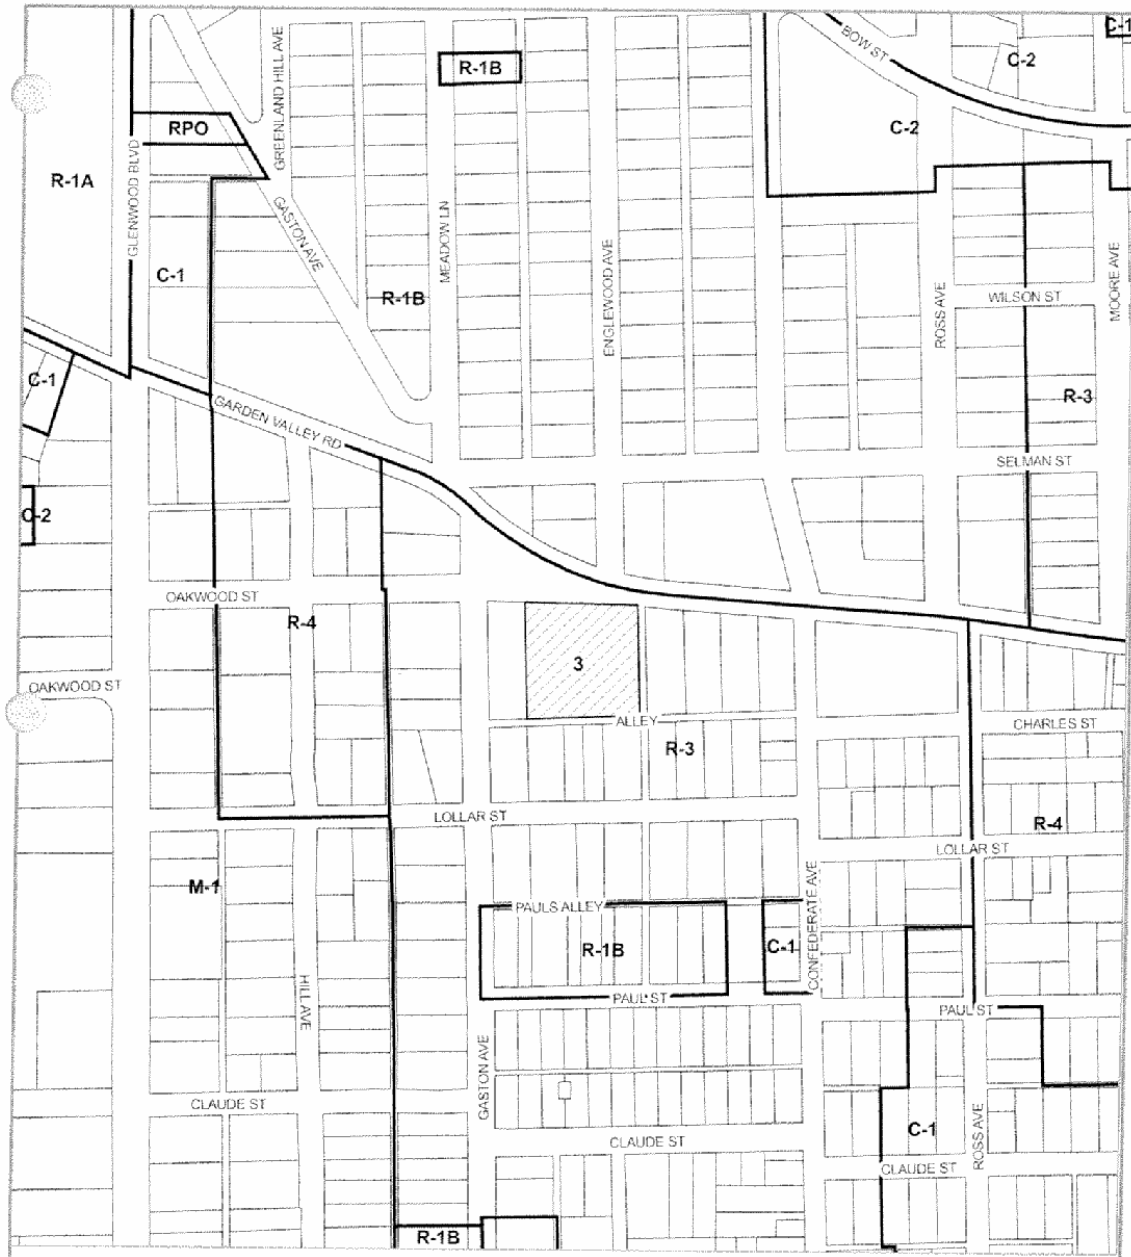 C-1
BOW ST
C-2
R-1B
GREENLAND HILL AVE
RPO
C-2
R-1A
GLENWOOD BLVD
GASTON AVE
MEADOW LN
C-1
R-1B
ENGLEWOOD AVE
ROSS AVE
WILSON ST
MOORE AVE
C-1
GARDEN VALLEY RD
R-3
SELMAN ST
C-2
OAKWOOD ST
R-4
3
OAKWOOD ST
ALLEY
CHARLES ST
R-3
LOLLAR ST
R-4
LOLLAR ST
M-1
PAULS ALLEY
CONFEDERATE AVE
R-1B
C-1
PAUL ST
HILL AVE
PAUL ST
GASTON AVE
CLAUDE ST
C-1
ROSS AVE
CLAUDE ST
CLAUDE ST
R-1B